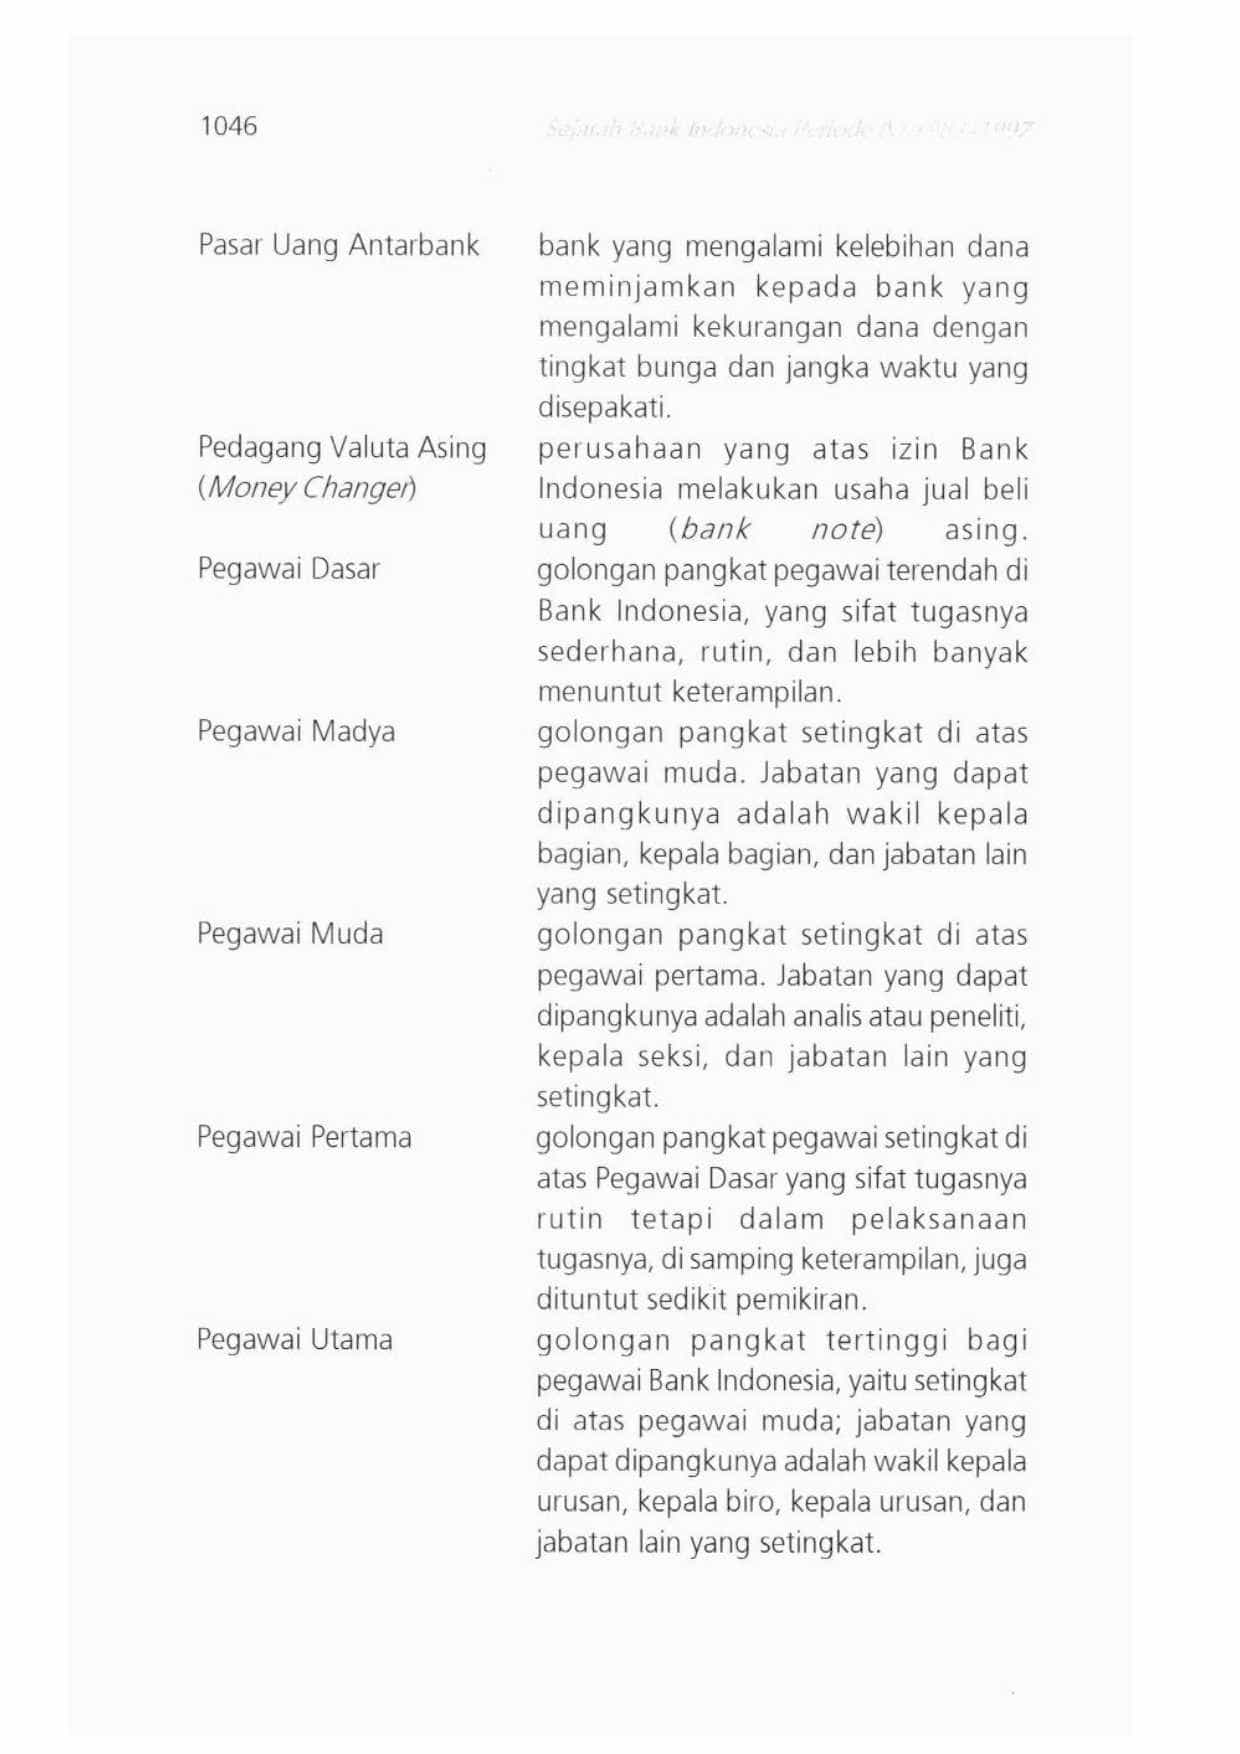 1046 Sejarah Bank Indonesia Periode 1997
Pasar Uang Antarbank bank yang mengalami kelebihan dana
meminjamkan kepada bank yang
mengalami kekurangan dana dengan
tingkat bunga dan jangka waktu yang
disepakati.
Pedagang Valuta Asing perusahaan yang atas izin Bank
(Money Changer) Indonesia melakukan usaha jual beli
uang (bank note) asing.
Pegawai Dasar golongan pangkat pegawai terendah di
Bank Indonesia, yang sifat tugasnya
sederhana, rutin, dan lebih banyak
menuntut keterampilan.
Pegawai Madya golongan pangkat setingkat di atas
pegawai muda. Jabatan yang dapat
dipangkunya adalah wakil kepala
bagian, kepala bagian, dan jabatan lain
yang setingkat.
Pegawai Muda golongan pangkat setingkat di atas
pegawai pertama. Jabatan yang dapat
dipangkunya adalah analis atau peneliti,
kepala seksi, dan jabatan lain yang
setingkat.
Pegawai Pertama golongan pangkat pegawai setingkat di
atas Pegawai Dasar yang sifat tugasnya
rutin tetapi dalam pelaksanaan
tugasnya, di samping keterampilan, juga
dituntut sedikit pemikiran.
Pegawai Utama golongan pangkat tertinggi bagi
pegawai Bank Indonesia, yaitu setingkat
di atas pegawai muda; jabatan yang
dapat dipangkunya adalah wakil kepala
urusan, kepala biro, kepala urusan, dan
jabatan lain yang setingkat.